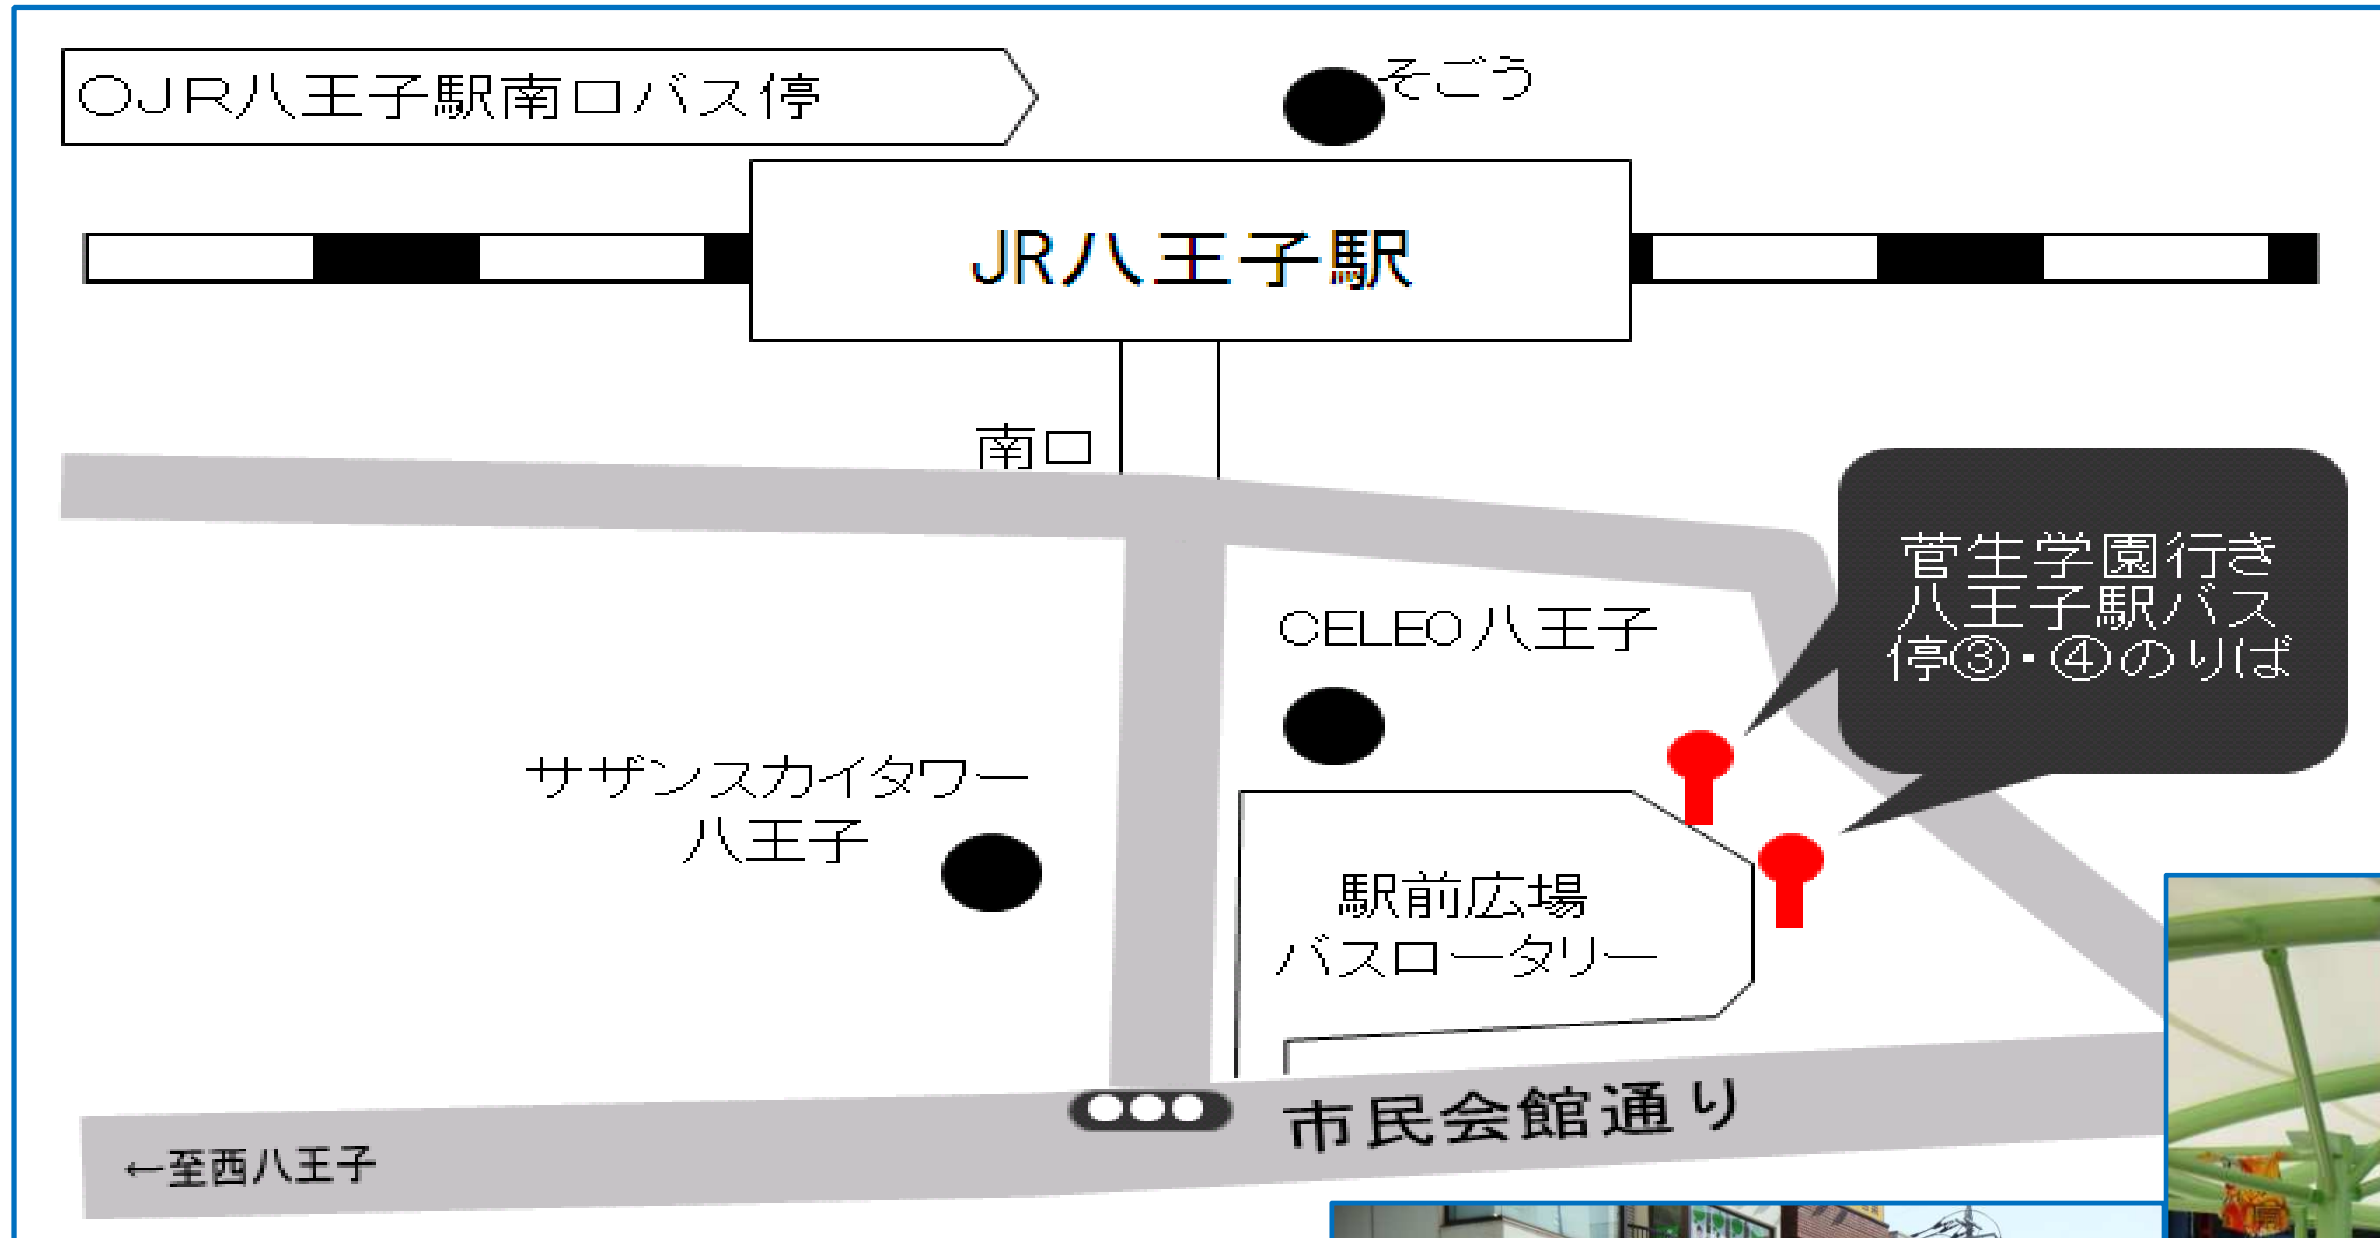 〇JR八王子駅南口バス停
そごう
JR八王子駅
南口
菅生学園行き
八王子駅バス
停③・④のりば
CELEO八王子
サザンスカイタワー
八王子
駅前広場
バスロータリー
市民会館通り
←至西八王子